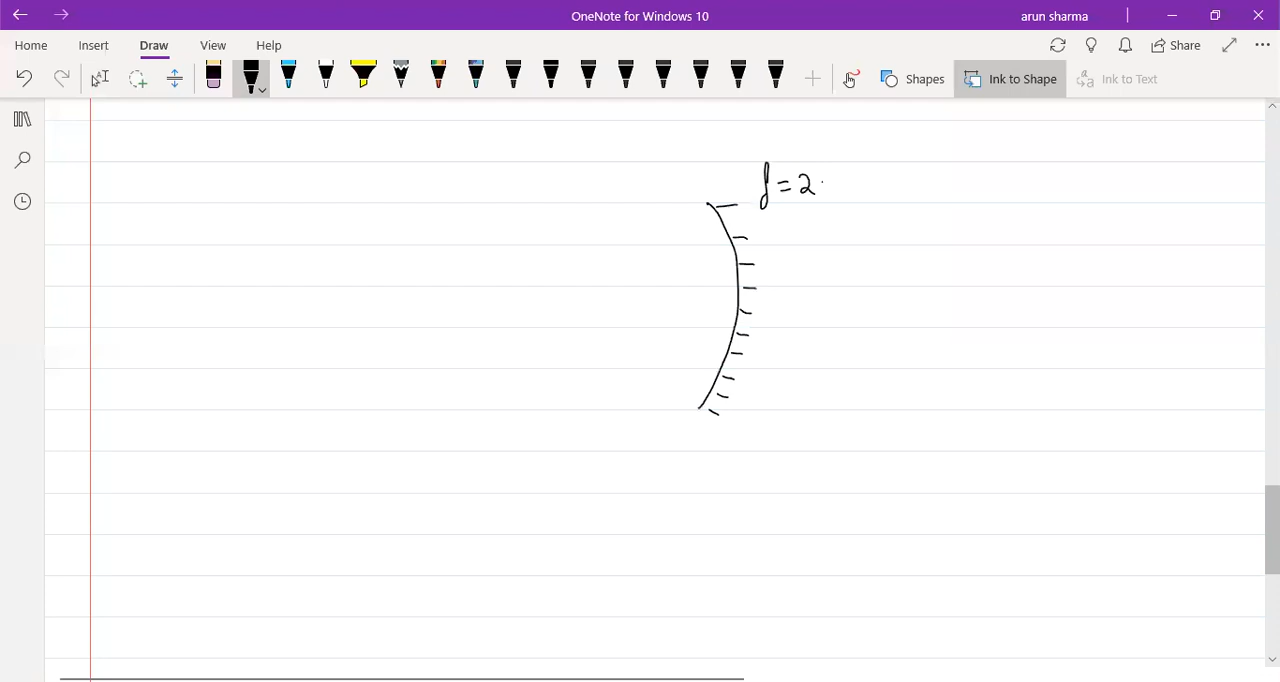 OneNote for Windows 10
arun sharma
Home Insert Draw View Help
Share
Shapes
Ink to Shape
Ink to Text
f = 2